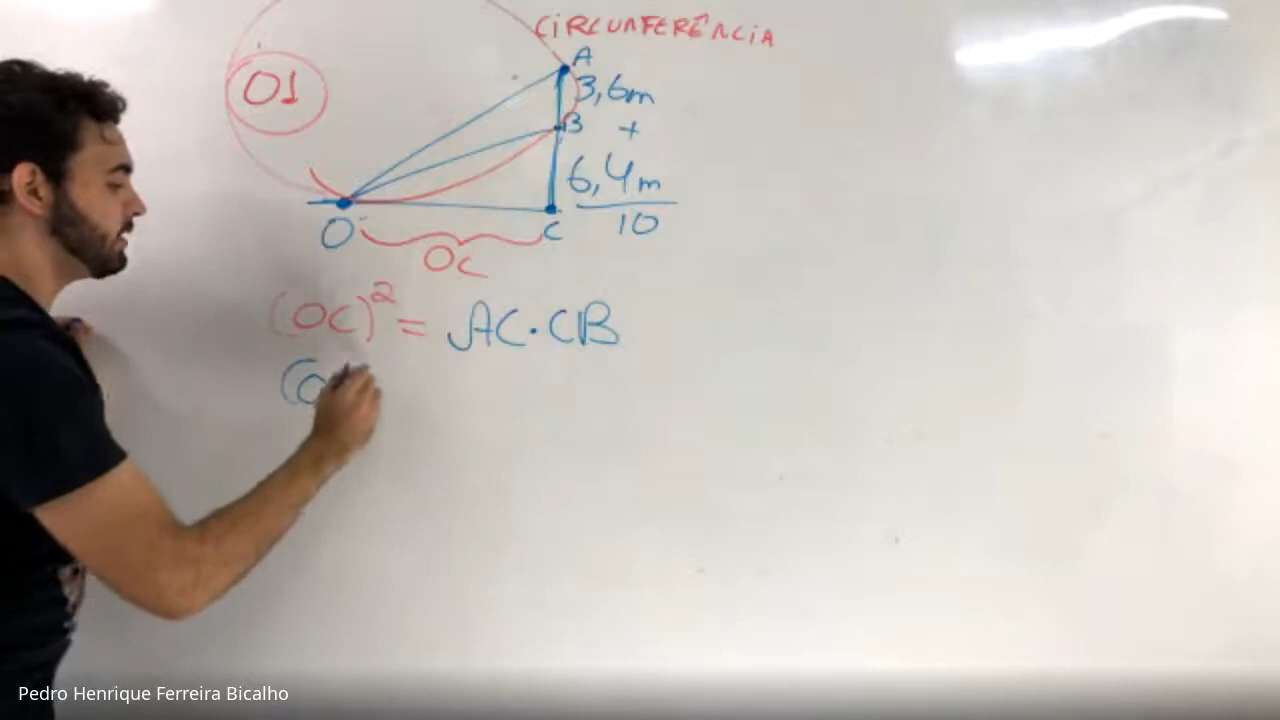 CIRCUNFERÊNCIA
01
A
3,6m
B
+
6,4m
10
O
C
OC
(OC)² = AC·CB
(O
Pedro Henrique Ferreira Bicalho